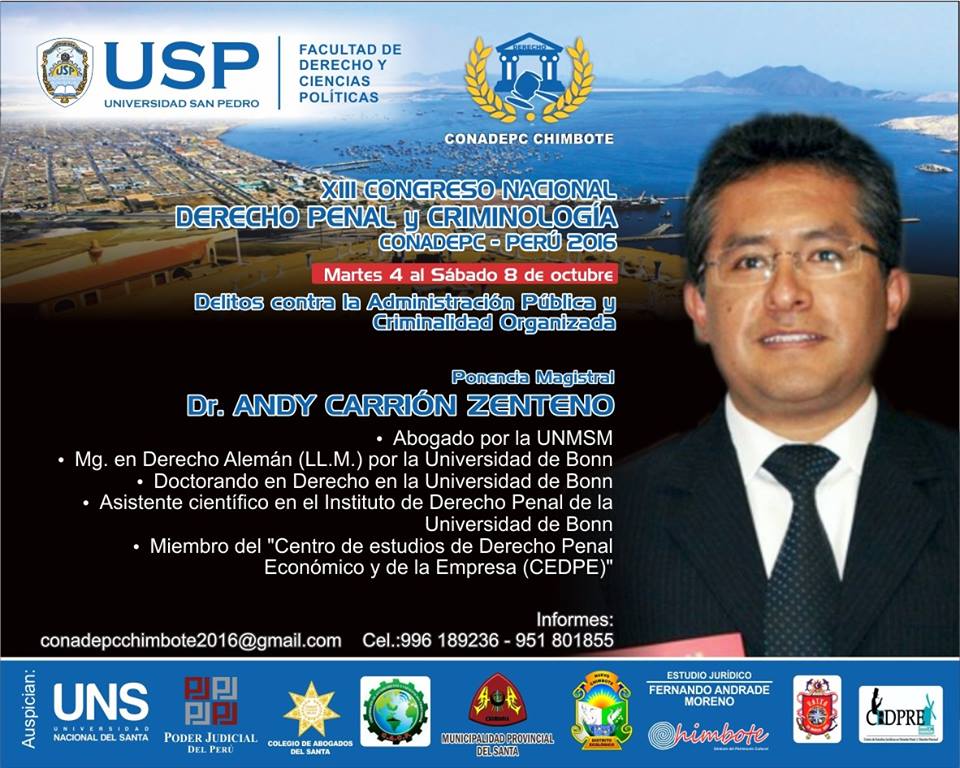 USP
USP
UNIVERSIDAD SAN PEDRO
FACULTAD DE
DERECHO Y
CIENCIAS
POLÍTICAS
DERECHO
CONADEPC CHIMBOTE
XIII CONGRESO NACIONAL
DERECHO PENAL y CRIMINOLOGÍA
CONADEPC - PERÚ 2016
Martes 4 al Sábado 8 de octubre
Delitos contra la Administración Pública y
Criminalidad Organizada
Ponencia Magistral
Dr. ANDY CARRIÓN ZENTENO
• Abogado por la UNMSM
• Mg. en Derecho Alemán (LL.M.) por la Universidad de Bonn
• Doctorando en Derecho en la Universidad de Bonn
• Asistente científico en el Instituto de Derecho Penal de la
Universidad de Bonn
• Miembro del "Centro de estudios de Derecho Penal
Económico y de la Empresa (CEDPE)"
Informes:
conadepcchimbote2016@gmail.com Cel.:996 189236 - 951 801855
Auspician:
UNS
UNIVERSIDAD
NACIONAL DEL SANTA
PODER JUDICIAL
DEL PERÚ
COLEGIO DE ABOGADOS
DEL SANTA
CHIMBOTE
MUNICIPALIDAD PROVINCIAL
DEL SANTA
NUEVO
CHIMBOTE
DISTRITO
ECOLÓGICO
ESTUDIO JURÍDICO
FERNANDO ANDRADE
MORENO
Chimbote
CEDPRE